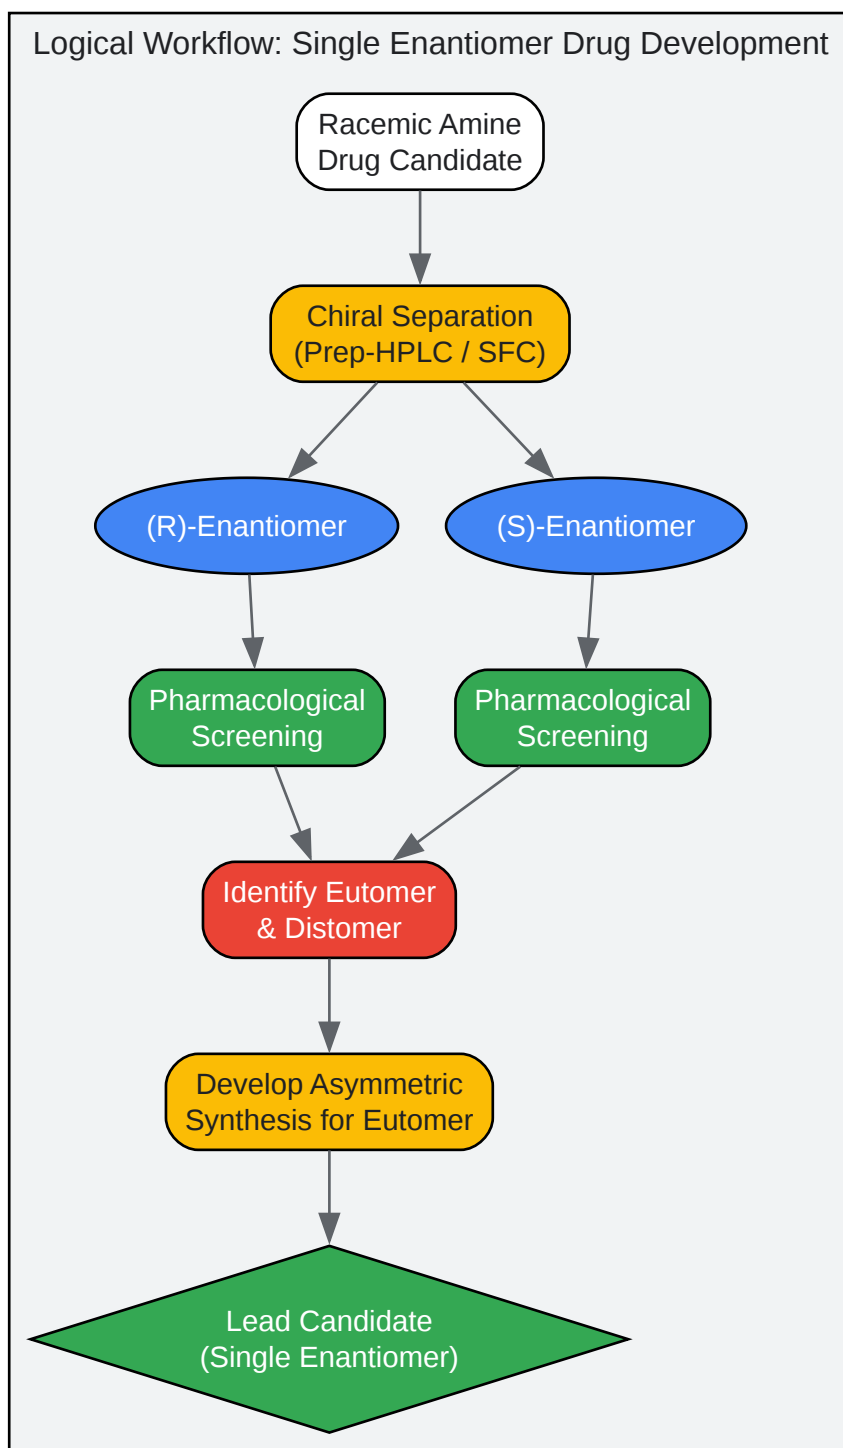 Logical Workflow: Single Enantiomer Drug Development
Racemic Amine
Drug Candidate
Chiral Separation
(Prep-HPLC / SFC)
(R)-Enantiomer
(S)-Enantiomer
Pharmacological
Screening
Pharmacological
Screening
Identify Eutomer
& Distomer
Develop Asymmetric
Synthesis for Eutomer
Lead Candidate
(Single Enantiomer)